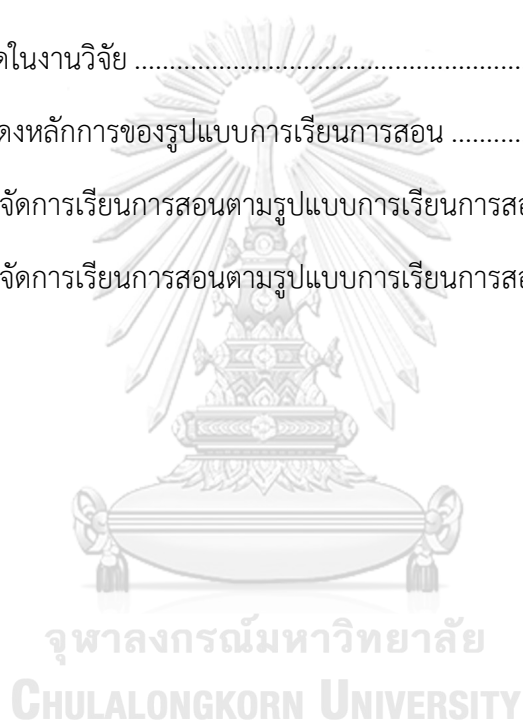 ดในงานวิจัย ........................................................
ดงหลักการของรูปแบบการเรียนการสอน ..........
จัดการเรียนการสอนตามรูปแบบการเรียนการสอ
จัดการเรียนการสอนตามรูปแบบการเรียนการสอ
จุฬาลงกรณ์มหาวิทยาลัย
CHULALONGKORN UNIVERSITY